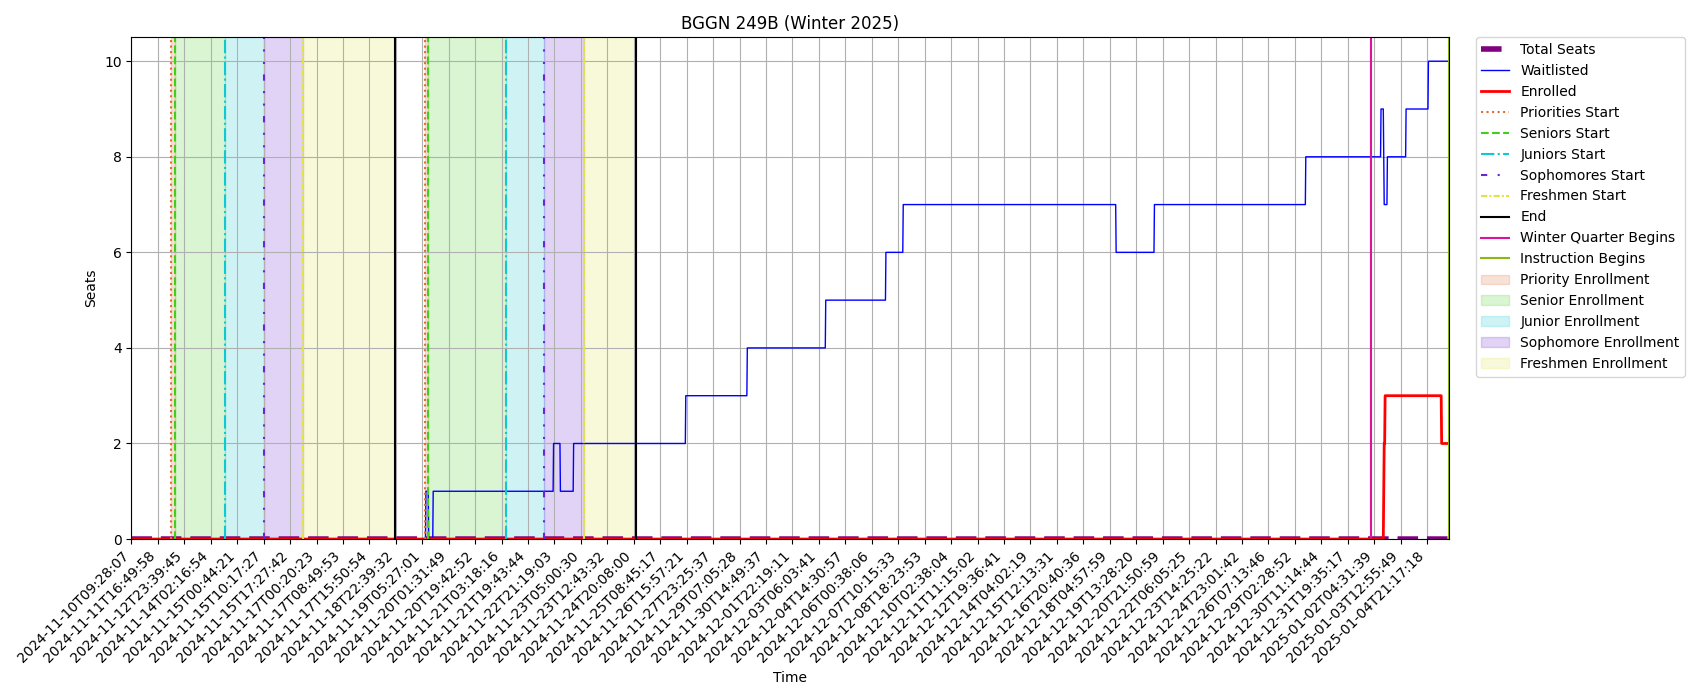 BGGN 249B (Winter 2025)
Seats
10
8
6
4
2
0
2024-11-10T09:28:07
2024-11-11T16:49:58
2024-11-12T23:39:45
2024-11-14T02:16:54
2024-11-15T00:44:21
2024-11-15T10:17:27
2024-11-15T17:27:42
2024-11-17T00:20:23
2024-11-17T08:49:53
2024-11-17T15:50:54
2024-11-18T22:39:32
2024-11-19T05:27:01
2024-11-20T01:31:49
2024-11-20T19:42:52
2024-11-21T03:18:16
2024-11-21T19:43:44
2024-11-22T21:19:03
2024-11-23T05:00:30
2024-11-23T12:43:32
2024-11-24T20:08:00
2024-11-25T08:45:17
2024-11-26T15:57:21
2024-11-27T23:25:37
2024-11-29T07:05:28
2024-11-30T14:49:37
2024-12-01T22:19:11
2024-12-03T06:03:41
2024-12-04T14:30:57
2024-12-06T00:38:06
2024-12-07T10:15:33
2024-12-08T18:23:53
2024-12-10T02:38:04
2024-12-11T11:15:02
2024-12-12T19:36:41
2024-12-14T04:02:19
2024-12-15T12:13:31
2024-12-16T20:40:36
2024-12-18T04:57:59
2024-12-19T13:28:20
2024-12-20T21:50:59
2024-12-22T06:05:25
2024-12-23T14:25:22
2024-12-24T23:01:42
2024-12-26T07:13:46
2024-12-29T02:28:52
2024-12-30T11:14:44
2024-12-31T19:35:17
2025-01-02T04:31:39
2025-01-03T12:55:49
2025-01-04T21:17:18
Time
Total Seats
Waitlisted
Enrolled
Priorities Start
Seniors Start
Juniors Start
Sophomores Start
Freshmen Start
End
Winter Quarter Begins
Instruction Begins
Priority Enrollment
Senior Enrollment
Junior Enrollment
Sophomore Enrollment
Freshmen Enrollment